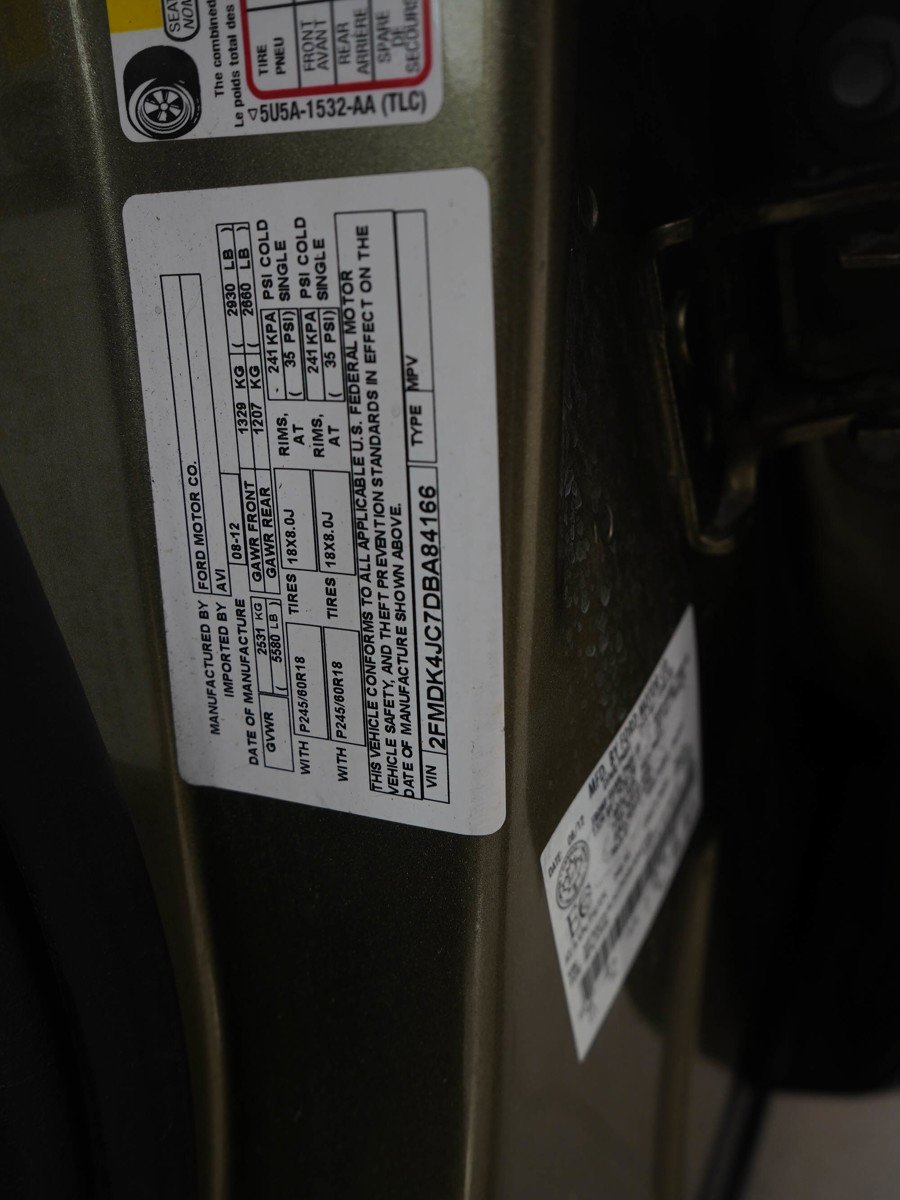 SEAT
The combined
Le poids total des
TIRE
PNEU
FRONT
AVANT
REAR
ARRIÈRE
SPARE
DE
SECOURS
5U5A-1532-AA (TLC)
MANUFACTURED BY FORD MOTOR CO.
IMPORTED BY AVI
DATE OF MANUFACTURE 08-12
GVWR 2531 KG GAWR FRONT 1329 KG ( 2930 LB )
( 5580 LB ) GAWR REAR 1207 KG ( 2660 LB )
WITH P245/60R18 TIRES 18X8.0J RIMS, AT 241 KPA ( 35 PSI) PSI COLD SINGLE
WITH P245/60R18 TIRES 18X8.0J RIMS, AT 241 KPA ( 35 PSI) PSI COLD SINGLE
THIS VEHICLE CONFORMS TO ALL APPLICABLE U.S. FEDERAL MOTOR
VEHICLE SAFETY, AND THEFT PREVENTION STANDARDS IN EFFECT ON THE
DATE OF MANUFACTURE SHOWN ABOVE.
VIN 2FMDK4JC7DBA84166 TYPE MPV
DATE: 08/12